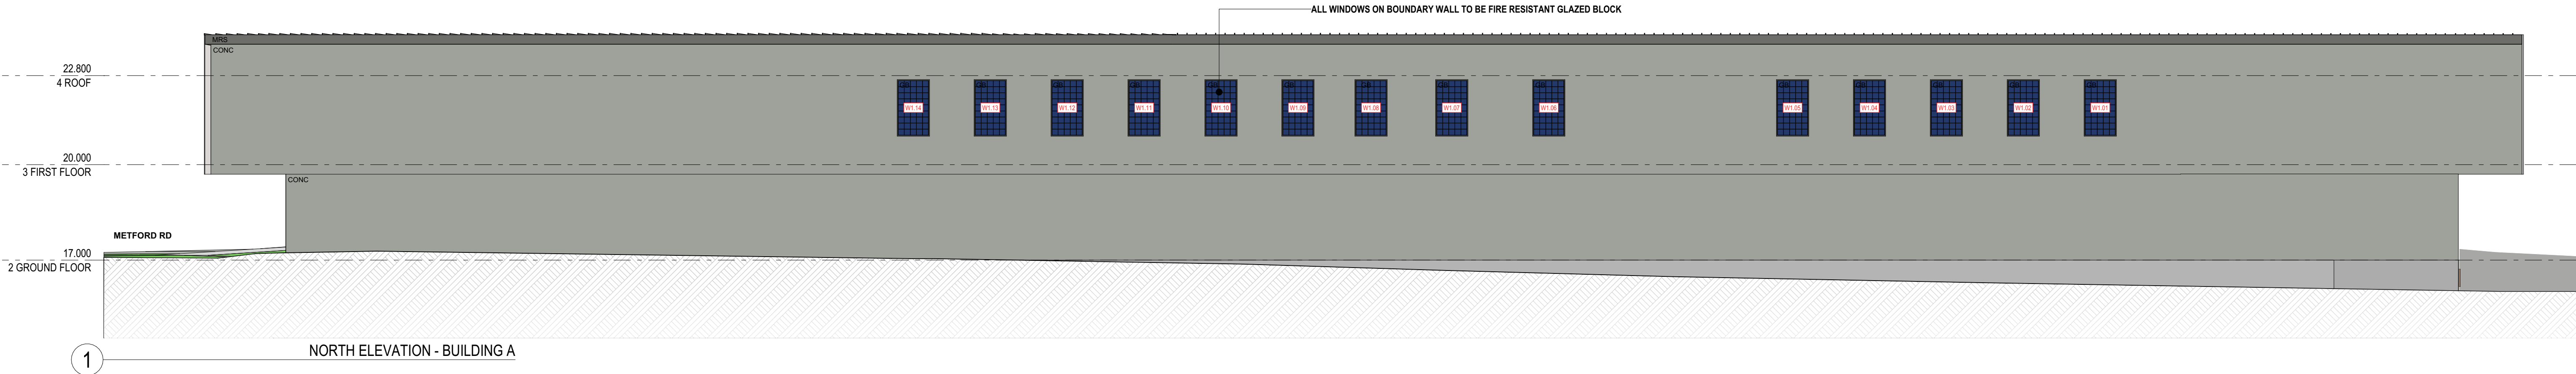 ALL WINDOWS ON BOUNDARY WALL TO BE FIRE RESISTANT GLAZED BLOCK
MRS
CONC
22.800
4 ROOF
W1.14
W1.13
W1.12
W1.11
W1.10
W1.09
W1.08
W1.07
W1.06
W1.05
W1.04
W1.03
W1.02
W1.01
20.000
3 FIRST FLOOR
CONC
METFORD RD
17.000
2 GROUND FLOOR
1
NORTH ELEVATION - BUILDING A